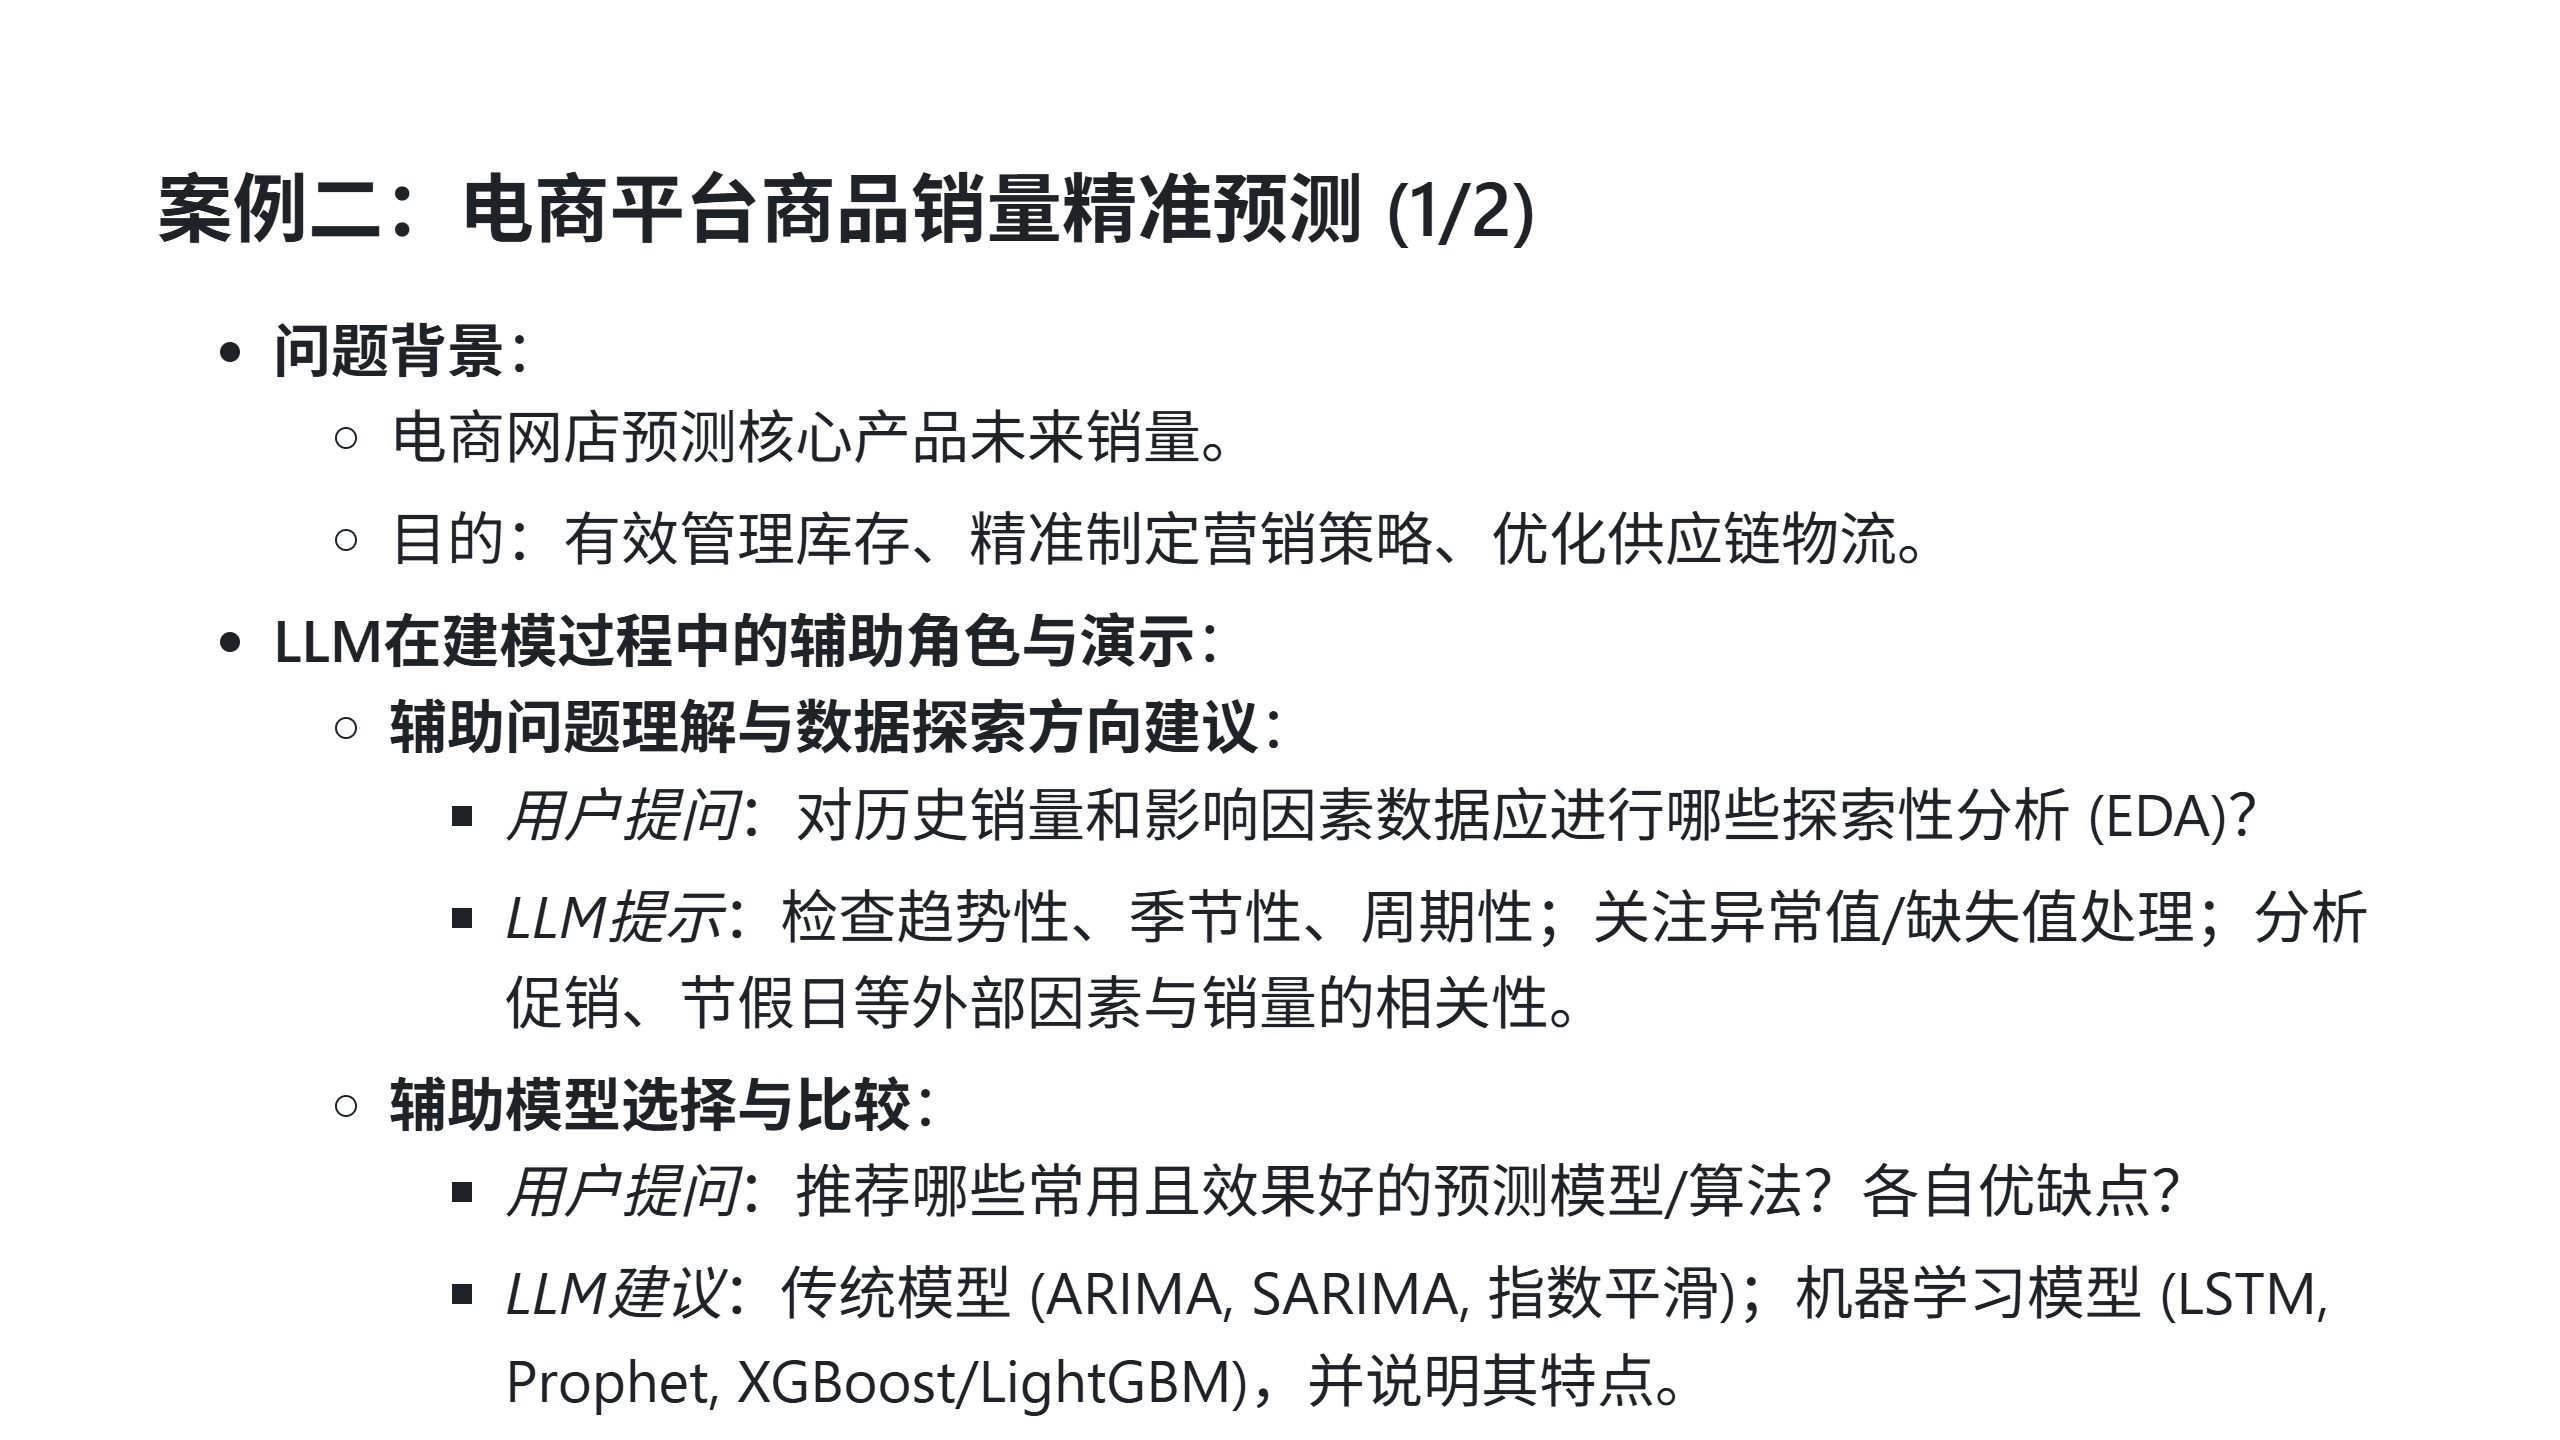 案例二：电商平台商品销量精准预测 (1/2)
问题背景：
电商网店预测核心产品未来销量。
目的：有效管理库存、精准制定营销策略、优化供应链物流。
LLM在建模过程中的辅助角色与演示：
辅助问题理解与数据探索方向建议：
用户提问：对历史销量和影响因素数据应进行哪些探索性分析 (EDA)？
LLM提示：检查趋势性、季节性、周期性；关注异常值/缺失值处理；分析
促销、节假日等外部因素与销量的相关性。
辅助模型选择与比较：
用户提问：推荐哪些常用且效果好的预测模型/算法？各自优缺点？
LLM建议：传统模型 (ARIMA, SARIMA, 指数平滑)；机器学习模型 (LSTM,
Prophet, XGBoost/LightGBM)，并说明其特点。